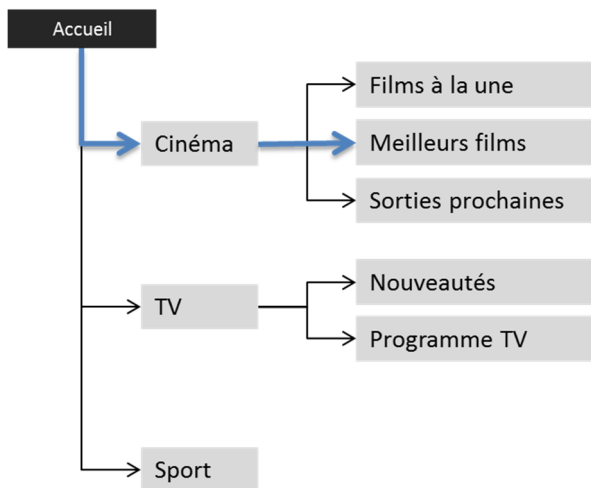 Accueil
Cinéma
Films à la une
Meilleurs films
Sorties prochaines
TV
Nouveautés
Programme TV
Sport